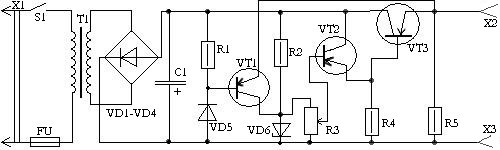 X1
S1
T1
VT2
VT3
X2
R1
VT1
R2
C1
+
VD1-VD4
VD5
VD6
R3
R4
R5
FU
X3